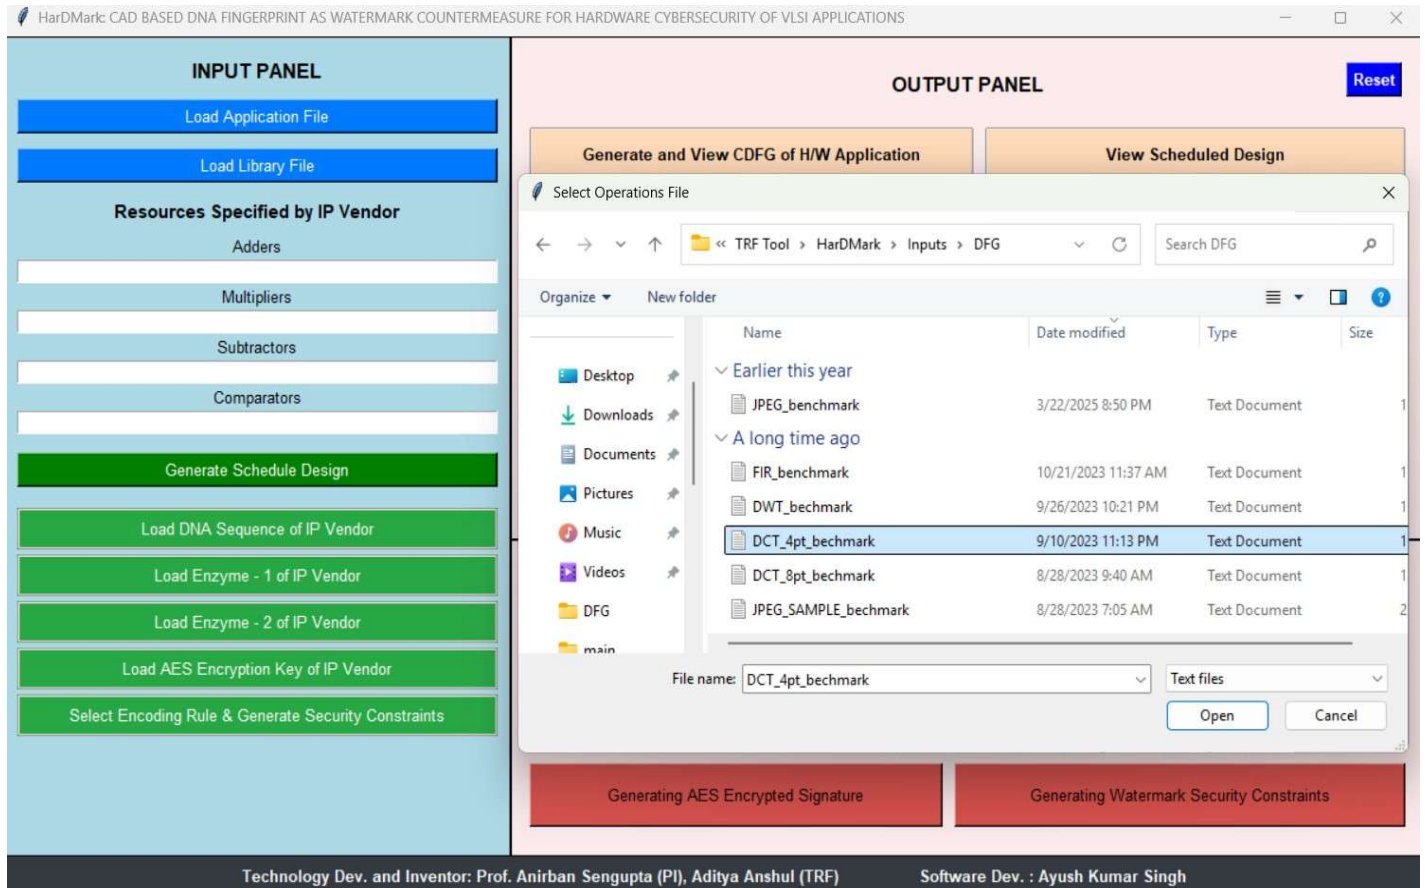 HarDMark: CAD BASED DNA FINGERPRINT AS WATERMARK COUNTERMEASURE FOR HARDWARE CYBERSECURITY OF VLSI APPLICATIONS
INPUT PANEL
Load Application File
Load Library File
Resources Specified by IP Vendor
Adders
Multipliers
Subtractors
Comparators
Generate Schedule Design
Load DNA Sequence of IP Vendor
Load Enzyme - 1 of IP Vendor
Load Enzyme - 2 of IP Vendor
Load AES Encryption Key of IP Vendor
Select Encoding Rule & Generate Security Constraints
OUTPUT PANEL
Reset
Generate and View CDFG of H/W Application
View Scheduled Design
Select Operations File
« TRF Tool › HarDMark › Inputs › DFG
Search DFG
Organize
New folder
Desktop
Downloads
Documents
Pictures
Music
Videos
DFG
main
Name Date modified Type Size
Earlier this year
JPEG_benchmark 3/22/2025 8:50 PM Text Document 1
A long time ago
FIR_benchmark 10/21/2023 11:37 AM Text Document 1
DWT_bechmark 9/26/2023 10:21 PM Text Document 1
DCT_4pt_bechmark 9/10/2023 11:13 PM Text Document 1
DCT_8pt_bechmark 8/28/2023 9:40 AM Text Document 1
JPEG_SAMPLE_bechmark 8/28/2023 7:05 AM Text Document 2
File name: DCT_4pt_bechmark
Text files
Open
Cancel
Generating AES Encrypted Signature
Generating Watermark Security Constraints
Technology Dev. and Inventor: Prof. Anirban Sengupta (PI), Aditya Anshul (TRF) Software Dev. : Ayush Kumar Singh